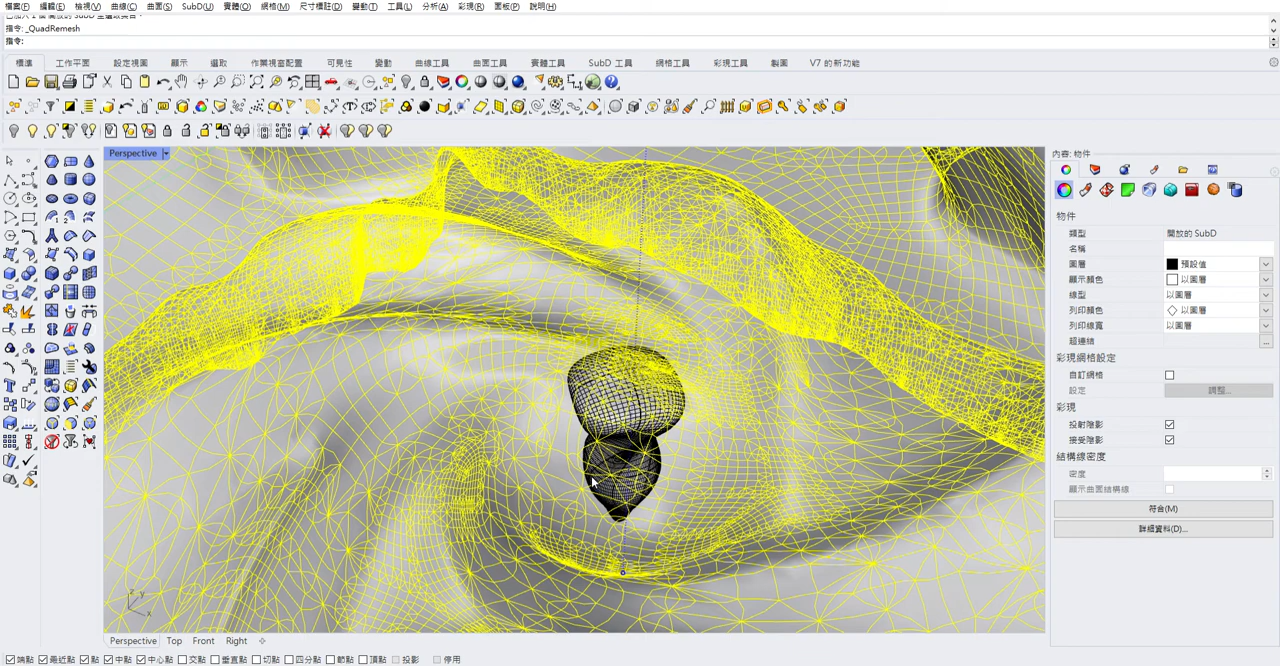 檔案(F) 編輯(E) 檢視(V) 曲線(C) 曲面(S) SubD(U) 實體(O) 網格(M) 尺寸標註(D) 變動(T) 工具(L) 分析(A) 彩現(R) 面板(P) 說明(H)
指令: _QuadRemesh
指令:
標準 工作平面 設定視圖 顯示 選取 作業視窗配置 可見性 變動 曲線工具 曲面工具 實體工具 SubD 工具 網格工具 彩現工具 製圖 V7 的新功能
Perspective
內容: 物件
物件
類型 開放的 SubD
名稱
圖層 預設值
顯示顏色 以圖層
線型 以圖層
列印顏色 以圖層
列印線寬 以圖層
超連結 ...
彩現網格設定
自訂網格
設定 調整...
彩現
投射陰影
接受陰影
結構線密度
密度
顯示曲面結構線
符合(M)
詳細資料(D)...
z y
x
Perspective Top Front Right
端點 最近點 點 中點 中心點 交點 垂直點 切點 四分點 節點 頂點 投影 停用